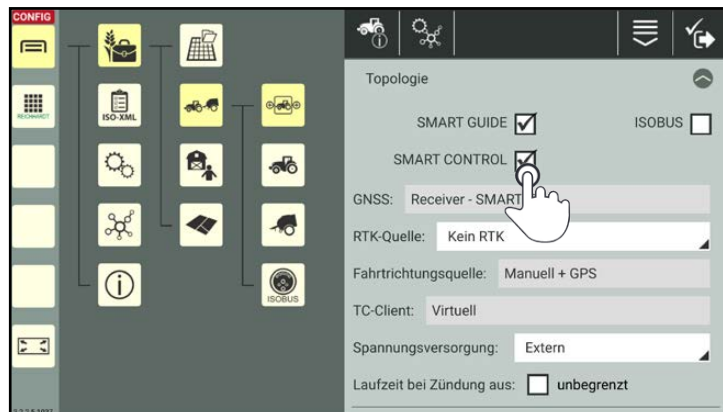 CONFIG
REICHHARDT
ISO-XML
ISOBUS
Topologie
SMART GUIDE
ISOBUS
SMART CONTROL
GNSS: Receiver - SMART
RTK-Quelle: Kein RTK
Fahrtrichtungsquelle: Manuell + GPS
TC-Client: Virtuell
Spannungsversorgung: Extern
Laufzeit bei Zündung aus: unbegrenzt